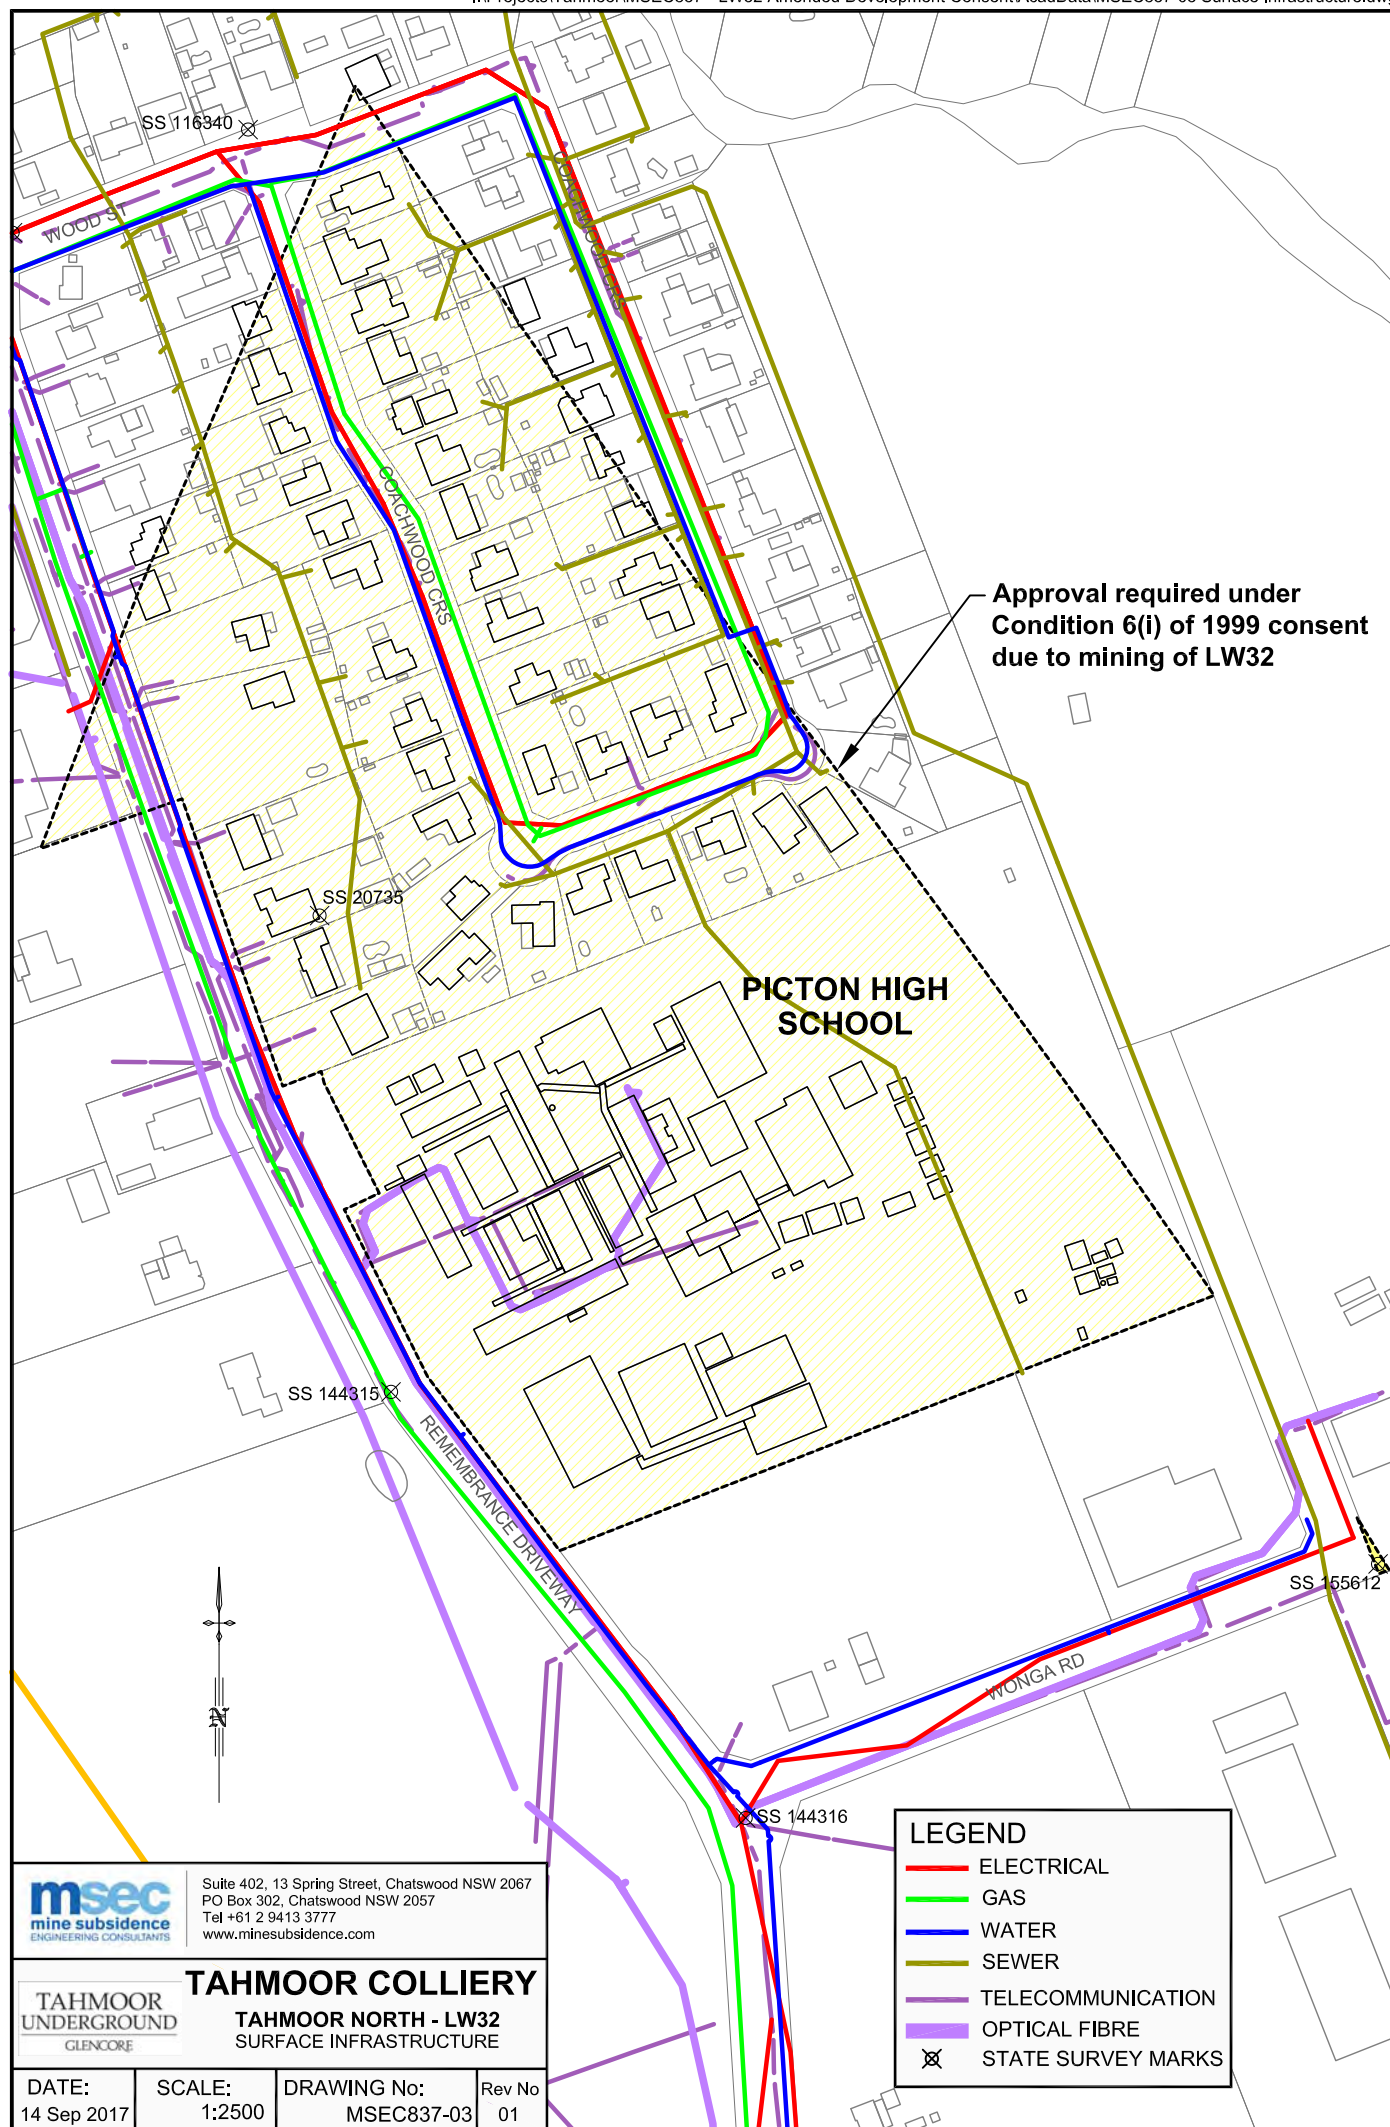 SS 116340
WOOD ST
COACHWOOD CRS
COACHWOOD CRS
Approval required under
Condition 6(i) of 1999 consent
due to mining of LW32
SS 20735
PICTON HIGH
SCHOOL
SS 144315
REMEMBRANCE DRIVEWAY
SS 155612
WONGA RD
N
SS 144316
LEGEND
ELECTRICAL
GAS
WATER
SEWER
TELECOMMUNICATION
OPTICAL FIBRE
STATE SURVEY MARKS
msec
mine subsidence
ENGINEERING CONSULTANTS
Suite 402, 13 Spring Street, Chatswood NSW 2067
PO Box 302, Chatswood NSW 2057
Tel +61 2 9413 3777
www.minesubsidence.com
TAHMOOR
UNDERGROUND
GLENCORE
TAHMOOR COLLIERY
TAHMOOR NORTH - LW32
SURFACE INFRASTRUCTURE
DATE:
14 Sep 2017
SCALE:
1:2500
DRAWING No:
MSEC837-03
Rev No
01